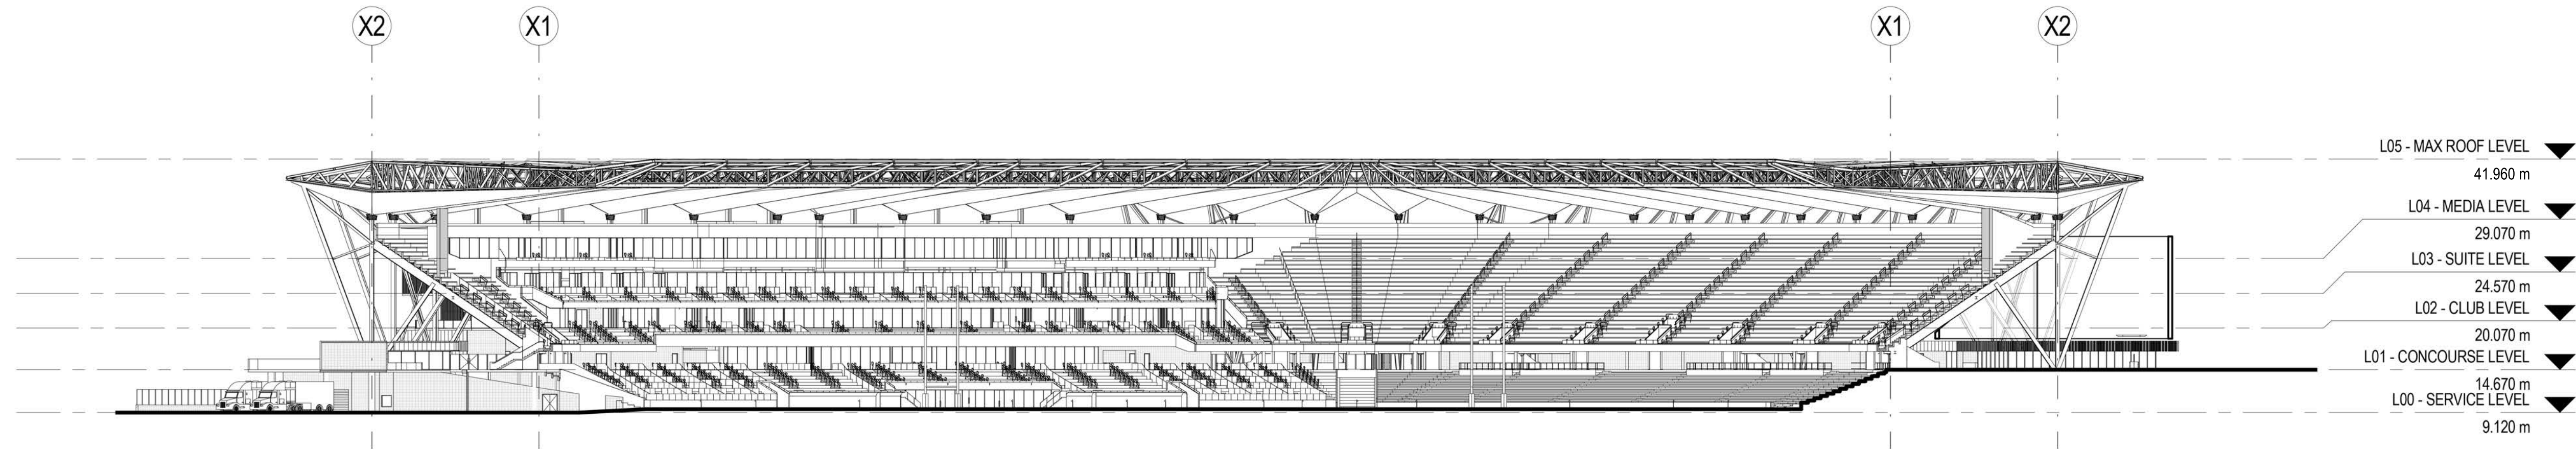 X2
X1
X1
X2
L05 - MAX ROOF LEVEL
41.960 m
L04 - MEDIA LEVEL
29.070 m
L03 - SUITE LEVEL
24.570 m
L02 - CLUB LEVEL
20.070 m
L01 - CONCOURSE LEVEL
14.670 m
L00 - SERVICE LEVEL
9.120 m